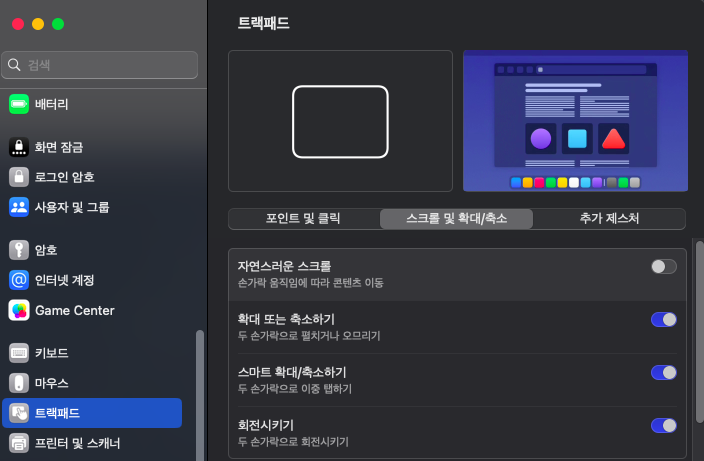 트랙패드
검색
배터리
화면 잠금
로그인 암호
사용자 및 그룹
암호
인터넷 계정
Game Center
키보드
마우스
트랙패드
프린터 및 스캐너
포인트 및 클릭
스크롤 및 확대/축소
추가 제스처
자연스러운 스크롤
손가락 움직임에 따라 콘텐츠 이동
확대 또는 축소하기
두 손가락으로 펼치거나 오므리기
스마트 확대/축소하기
두 손가락으로 이중 탭하기
회전시키기
두 손가락으로 회전시키기